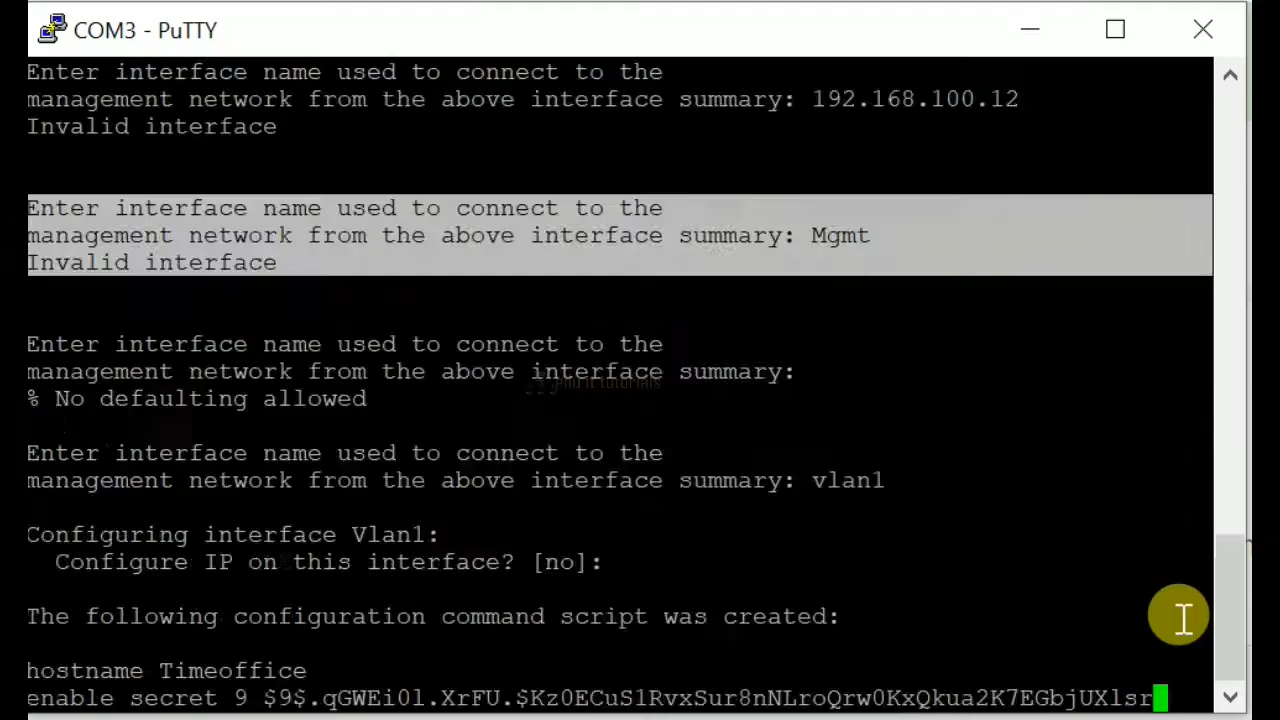 COM3 - PuTTY
Enter interface name used to connect to the
management network from the above interface summary: 192.168.100.12
Invalid interface
Enter interface name used to connect to the
management network from the above interface summary: Mgmt
Invalid interface
Enter interface name used to connect to the
management network from the above interface summary:
% No defaulting allowed
Enter interface name used to connect to the
management network from the above interface summary: vlan1
Configuring interface Vlan1:
Configure IP on this interface? [no]:
The following configuration command script was created:
hostname Timeoffice
enable secret 9 $9$.qGWEi0l.XrFU.$Kz0ECuS1RvxSur8nNLroQrw0KxQkua2K7EGbjUXlsr